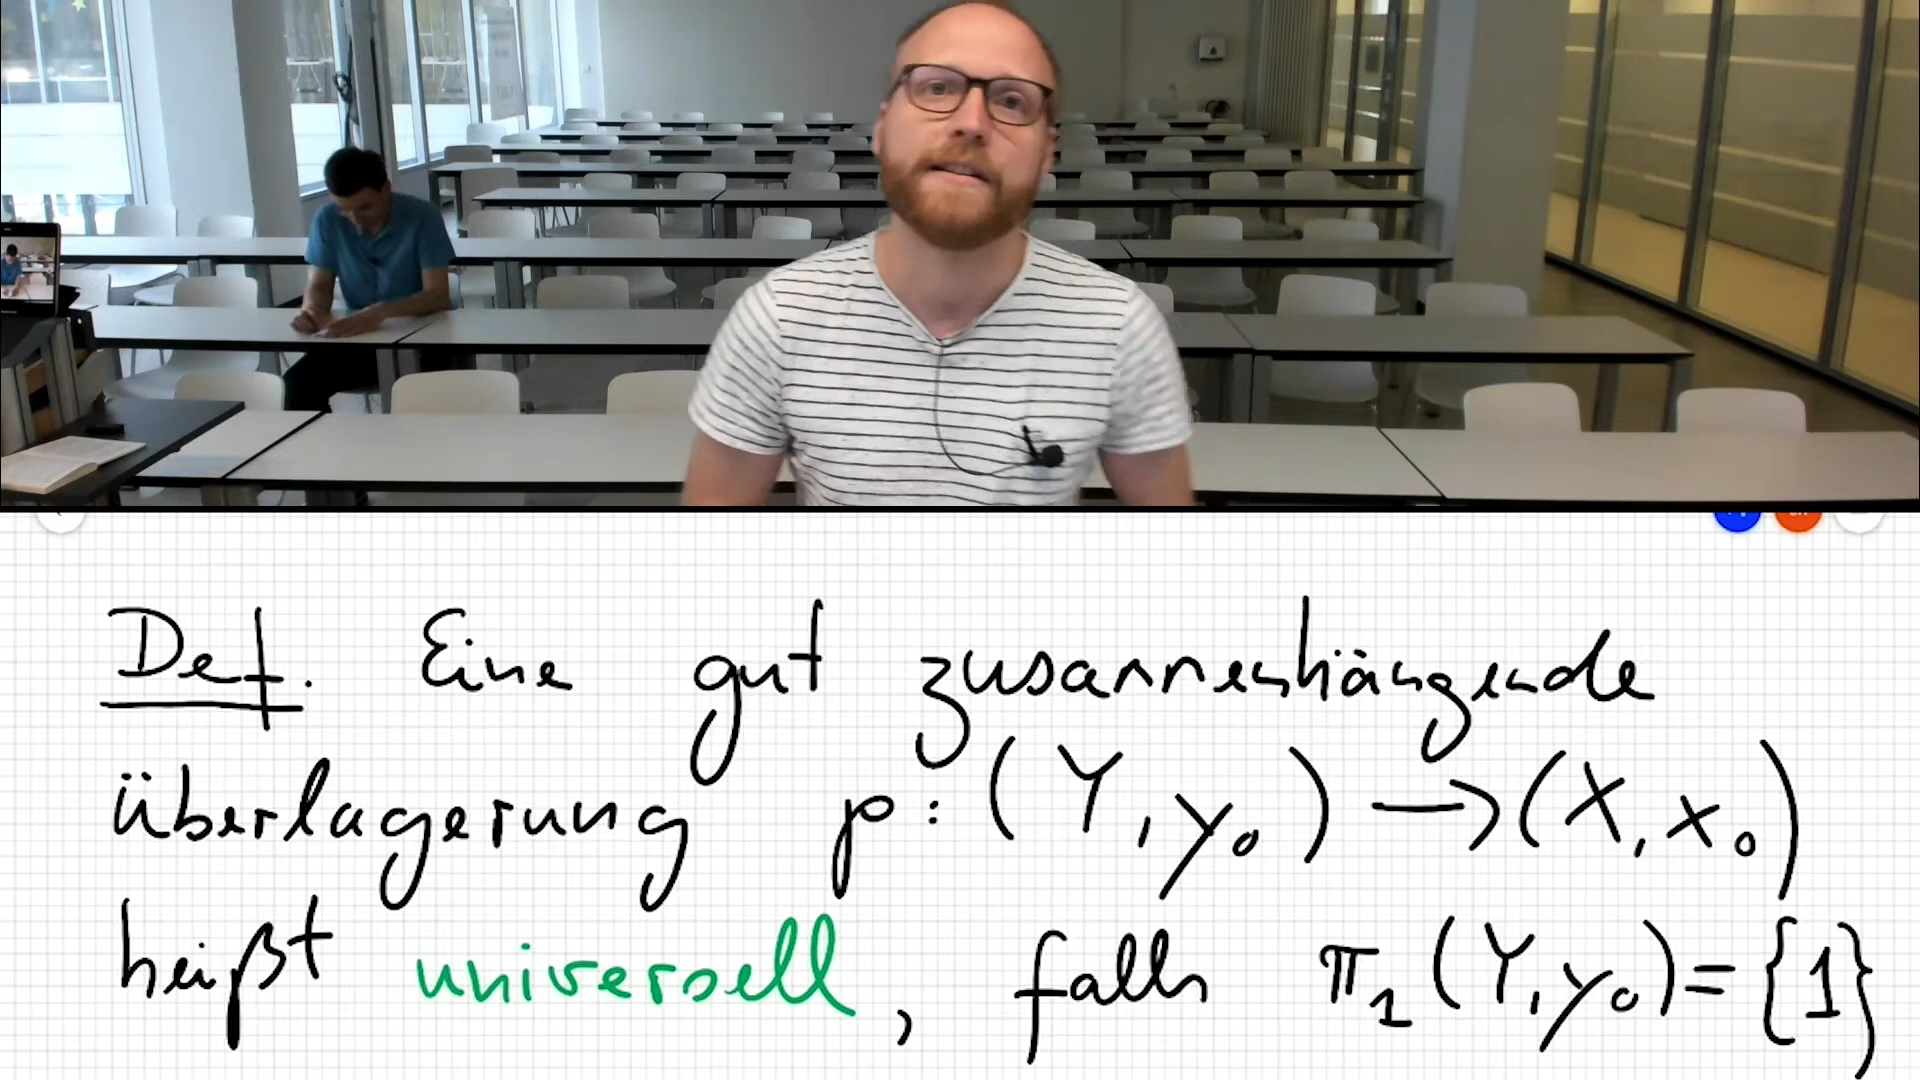 Def. Eine gut zusammenhängende
überlagerung p: (Y, y₀) → (X, x₀)
heißt universell, falls π₁(Y, y₀) = {1}